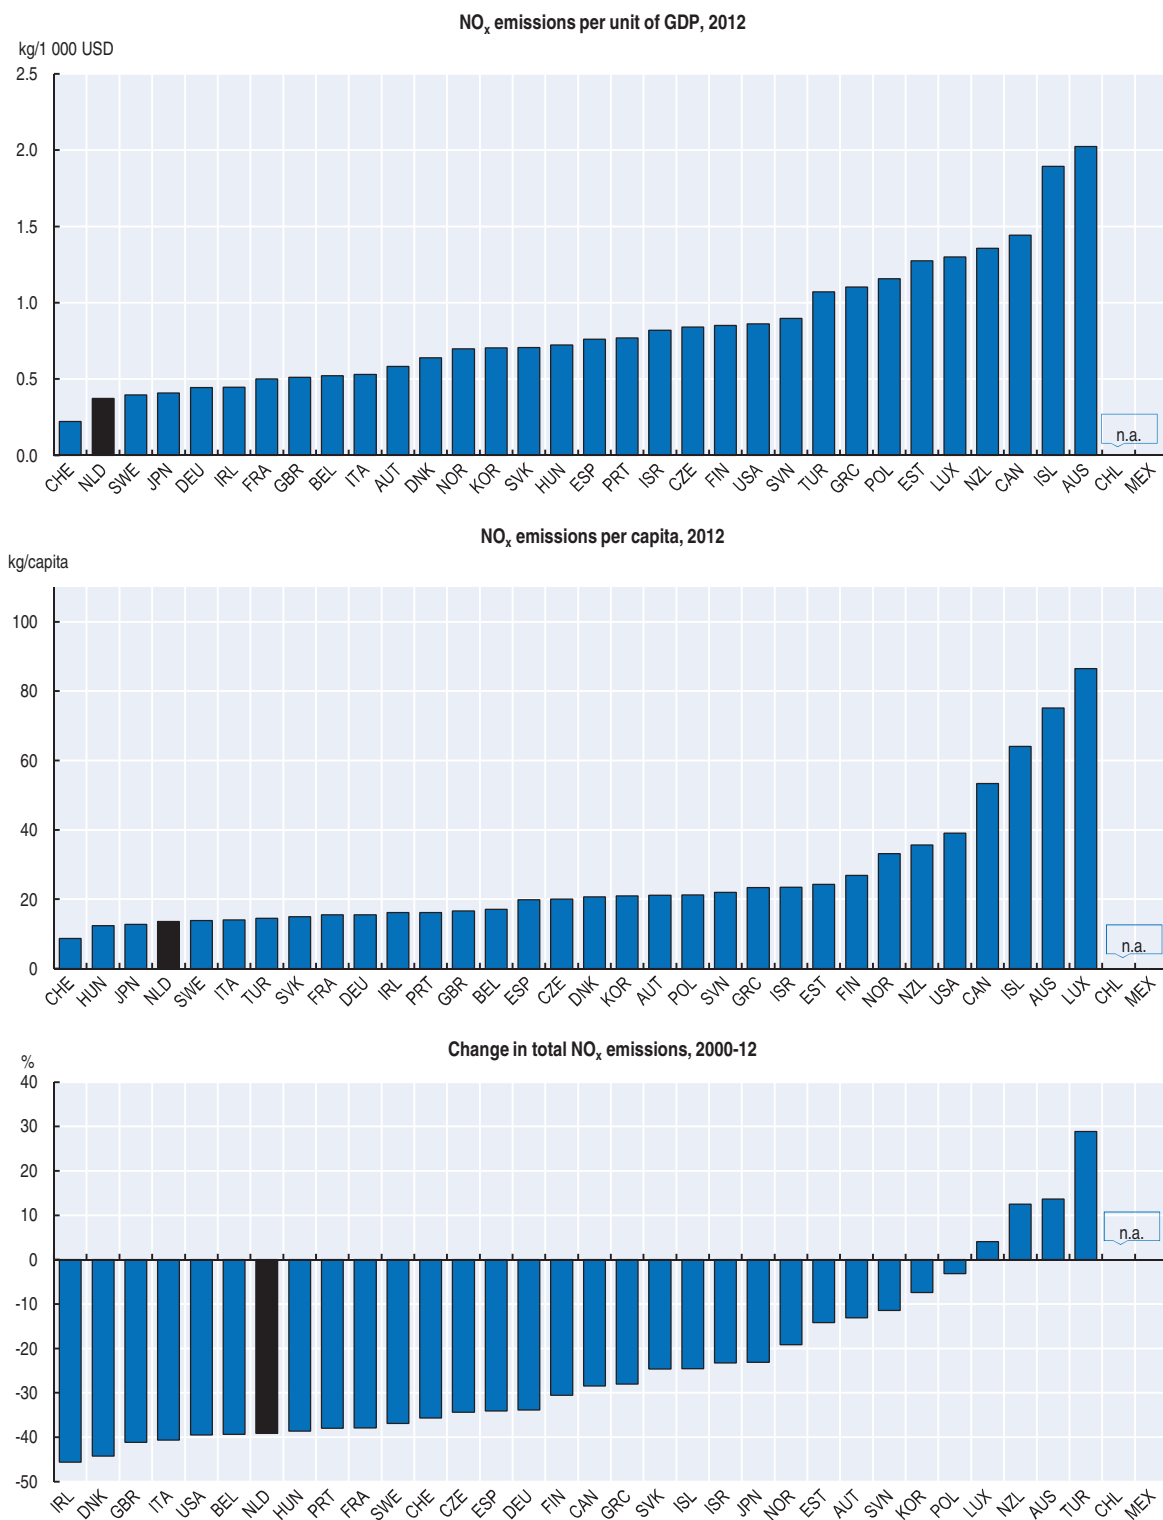 NOx emissions per unit of GDP, 2012
kg/1 000 USD
2.5
2.0
1.5
1.0
0.5
0.0
n.a.
CHE NLD SWE JPN DEU IRL FRA GBR BEL ITA AUT DNK NOR KOR SVK HUN ESP PRT ISR CZE FIN USA SVN TUR GRC POL EST LUX NZL CAN ISL AUS CHL MEX
NOx emissions per capita, 2012
kg/capita
100
80
60
40
20
0
n.a.
CHE HUN JPN NLD SWE ITA TUR SVK FRA DEU IRL PRT GBR BEL ESP CZE DNK KOR AUT POL SVN GRC ISR EST FIN NOR NZL USA CAN ISL AUS LUX CHL MEX
Change in total NOx emissions, 2000-12
%
40
30
20
10
0
-10
-20
-30
-40
-50
n.a.
IRL DNK GBR ITA USA BEL NLD HUN PRT FRA SWE CHE CZE ESP DEU FIN CAN GRC SVK ISL ISR JPN NOR EST AUT SVN KOR POL LUX NZL AUS TUR CHL MEX